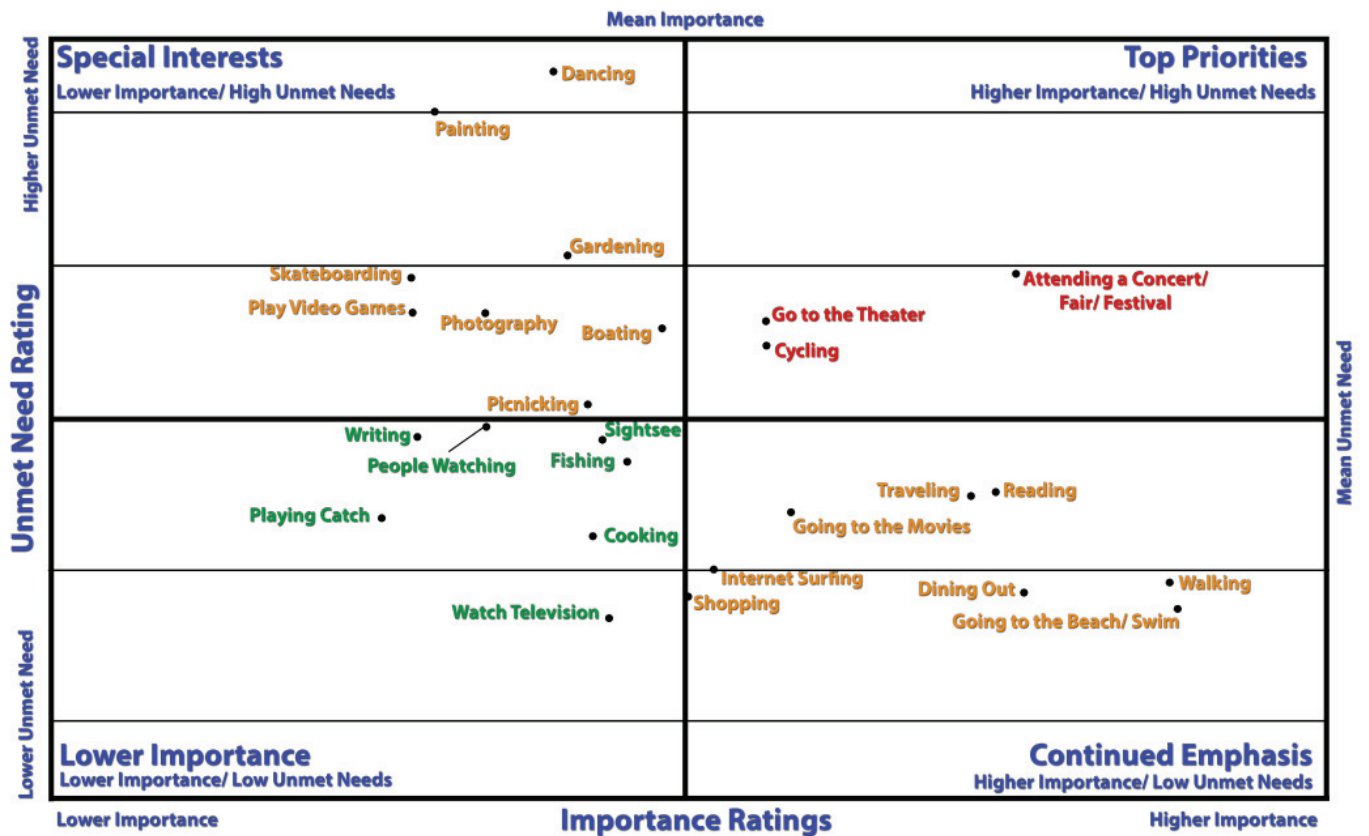 Mean Importance
Special Interests
Lower Importance/ High Unmet Needs
Top Priorities
Higher Importance/ High Unmet Needs
Higher Unmet Need
Dancing
Painting
Gardening
Skateboarding
Play Video Games
Photography
Boating
Picnicking
Attending a Concert/
Fair/ Festival
Go to the Theater
Cycling
Unmet Need Rating
Mean Unmet Need
Writing
People Watching
Sightsee
Fishing
Playing Catch
Cooking
Watch Television
Traveling
Reading
Going to the Movies
Internet Surfing
Shopping
Dining Out
Walking
Going to the Beach/ Swim
Lower Unmet Need
Lower Importance
Lower Importance/ Low Unmet Needs
Continued Emphasis
Higher Importance/ Low Unmet Needs
Lower Importance
Importance Ratings
Higher Importance